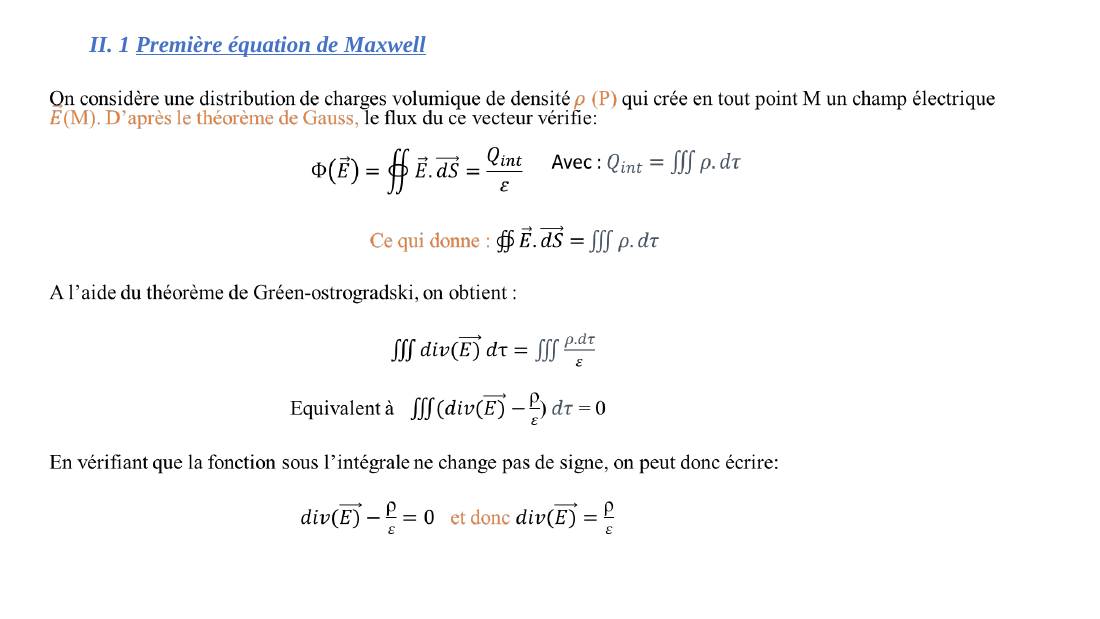 II. 1 Première équation de Maxwell
On considère une distribution de charges volumique de densité ρ (P) qui crée en tout point M un champ électrique
E⃗(M). D’après le théorème de Gauss, le flux du ce vecteur vérifie:
Φ(E⃗) = ∯ E⃗. dS⃗ = Q_int/ε Avec : Q_int = ∭ ρ. dτ
Ce qui donne : ∯ E⃗. dS⃗ = ∭ ρ. dτ
A l’aide du théorème de Gréen-ostrogradski, on obtient :
∭ div(E⃗) dτ = ∭ ρ.dτ/ε
Equivalent à ∭(div(E⃗) − ρ/ε) dτ = 0
En vérifiant que la fonction sous l’intégrale ne change pas de signe, on peut donc écrire:
div(E⃗) − ρ/ε = 0 et donc div(E⃗) = ρ/ε